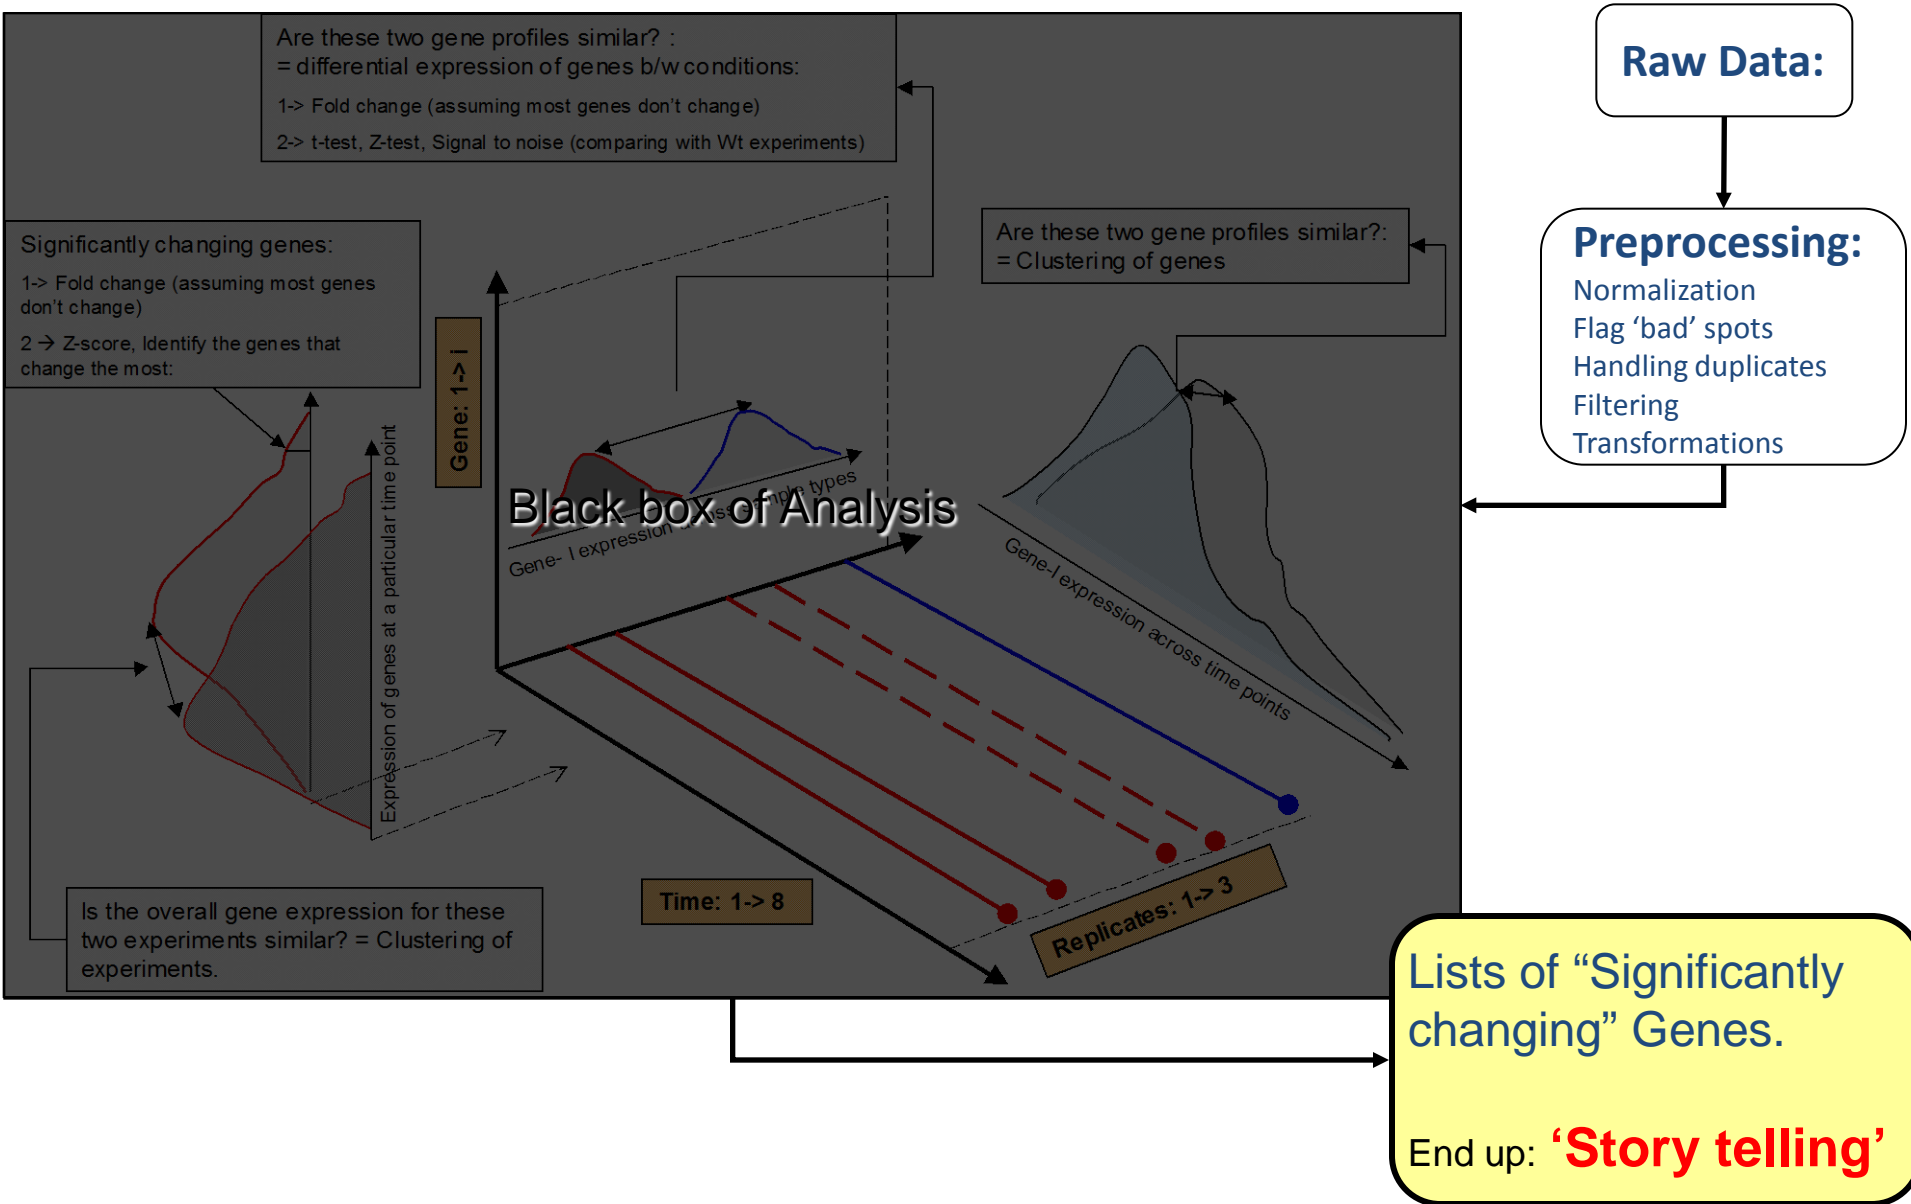 Are these two gene profiles similar? :
= differential expression of genes b/w conditions:
1-> Fold change (assuming most genes don't change)
2-> t-test, Z-test, Signal to noise (comparing with Wt experiments)
Raw Data:
Preprocessing:
Normalization
Flag ‘bad’ spots
Handling duplicates
Filtering
Transformations
Significantly changing genes:
1-> Fold change (assuming most genes
don't change)
2 → Z-score, Identify the genes that
change the most:
Are these two gene profiles similar?:
= Clustering of genes
Gene: 1-> i
Expression of genes at a particular time point
Black box of Analysis
Gene- I expression across sample types
Gene-I expression across time points
Time: 1-> 8
Replicates: 1-> 3
Is the overall gene expression for these
two experiments similar? = Clustering of
experiments.
Lists of “Significantly
changing” Genes.
End up: ‘Story telling’